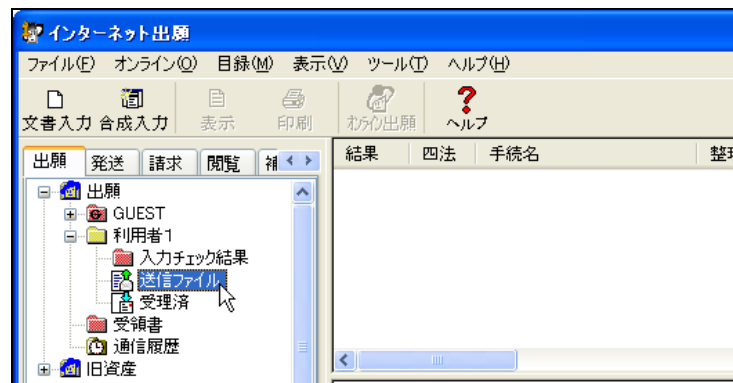 インターネット出願
ファイル(F) オンライン(O) 目録(M) 表示(V) ツール(T) ヘルプ(H)
文書入力 合成入力 表示 印刷 オンライン出願 ヘルプ
出願 発送 請求 閲覧 補
結果 四法 手続名 整理
出願
GUEST
利用者1
入力チェック結果
送信ファイル
受理済
受領書
通信履歴
旧資産